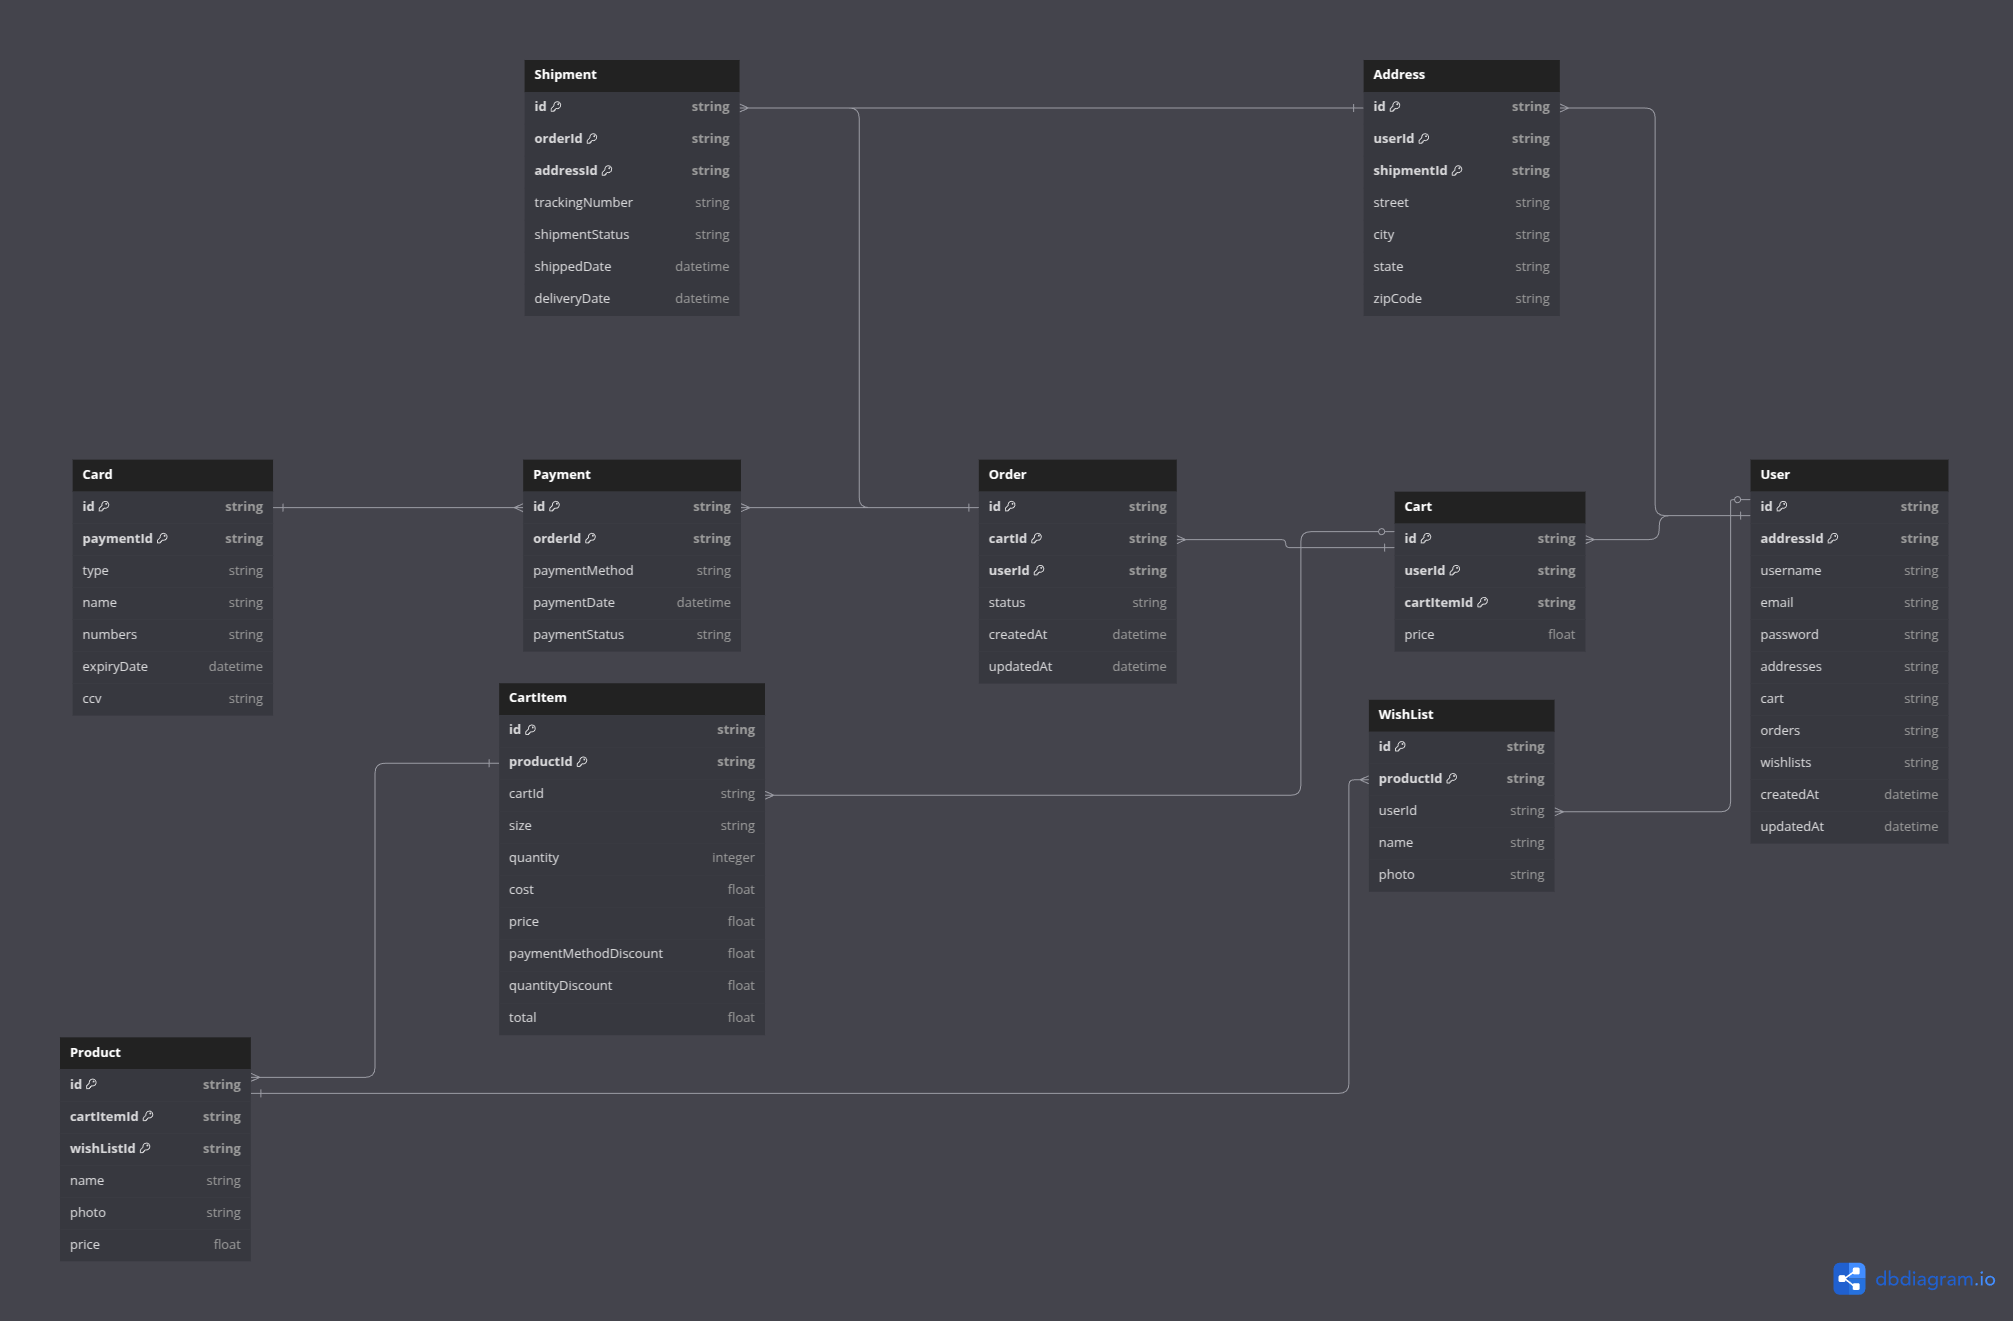 Shipment
id string
orderId string
addressId string
trackingNumber string
shipmentStatus string
shippedDate datetime
deliveryDate datetime
Address
id string
userId string
shipmentId string
street string
city string
state string
zipCode string
Card
id string
paymentId string
type string
name string
numbers string
expiryDate datetime
ccv string
Payment
id string
orderId string
paymentMethod string
paymentDate datetime
paymentStatus string
Order
id string
cartId string
userId string
status string
createdAt datetime
updatedAt datetime
Cart
id string
userId string
cartItemId string
price float
User
id string
addressId string
username string
email string
password string
addresses string
cart string
orders string
wishlists string
createdAt datetime
updatedAt datetime
CartItem
id string
productId string
cartId string
size string
quantity integer
cost float
price float
paymentMethodDiscount float
quantityDiscount float
total float
WishList
id string
productId string
userId string
name string
photo string
Product
id string
cartItemId string
wishListId string
name string
photo string
price float
dbdiagram.io